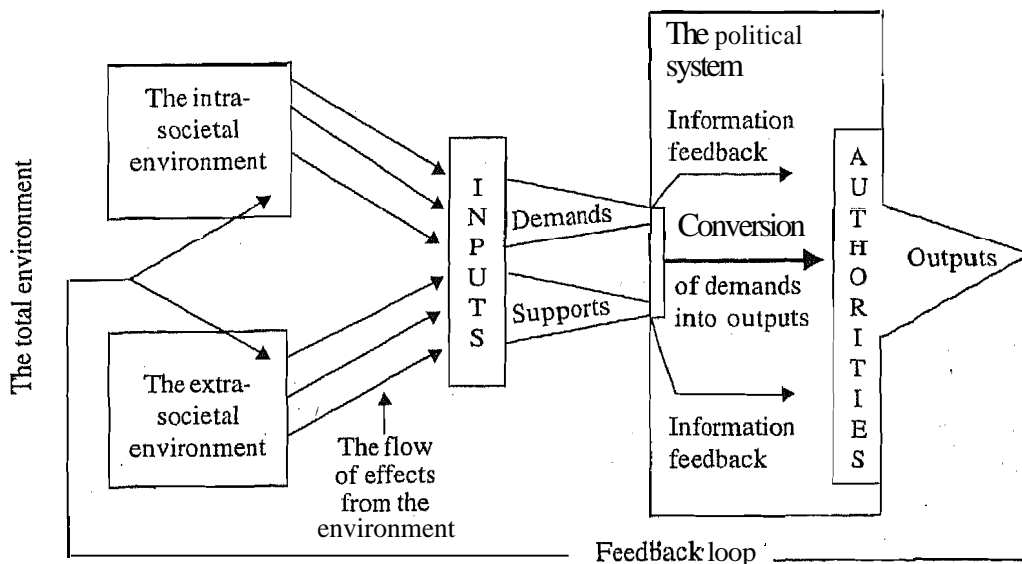 The total environment
The intra-
societal
environment
The extra-
societal
environment
The flow
of effects
from the
environment
INPUTS
Demands
Supports
The political
system
Information
feedback
Conversion
of demands
into outputs
Information
feedback
AUTHORITIES
Outputs
Feedback loop